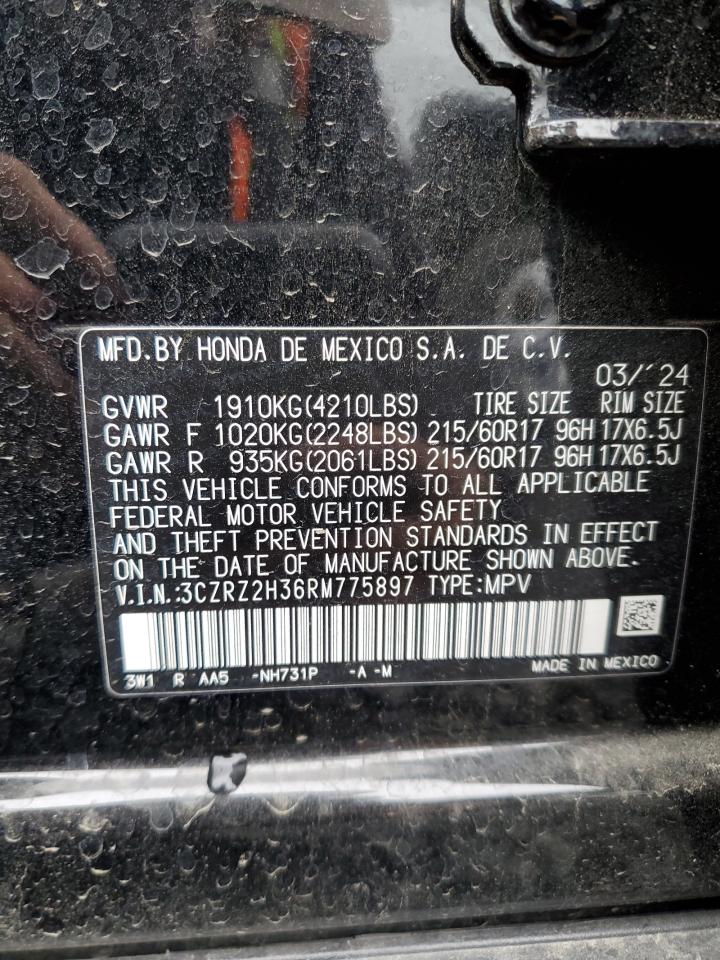 MFD.BY HONDA DE MEXICO S.A. DE C.V.
03/'24
GVWR 1910KG(4210LBS) TIRE SIZE RIM SIZE
GAWR F 1020KG(2248LBS) 215/60R17 96H 17X6.5J
GAWR R 935KG(2061LBS) 215/60R17 96H 17X6.5J
THIS VEHICLE CONFORMS TO ALL APPLICABLE
FEDERAL MOTOR VEHICLE SAFETY
AND THEFT PREVENTION STANDARDS IN EFFECT
ON THE DATE OF MANUFACTURE SHOWN ABOVE.
V.I.N.:3CZRZ2H36RM775897 TYPE:MPV
3W1 R AA5 -NH731P -A -M MADE IN MEXICO